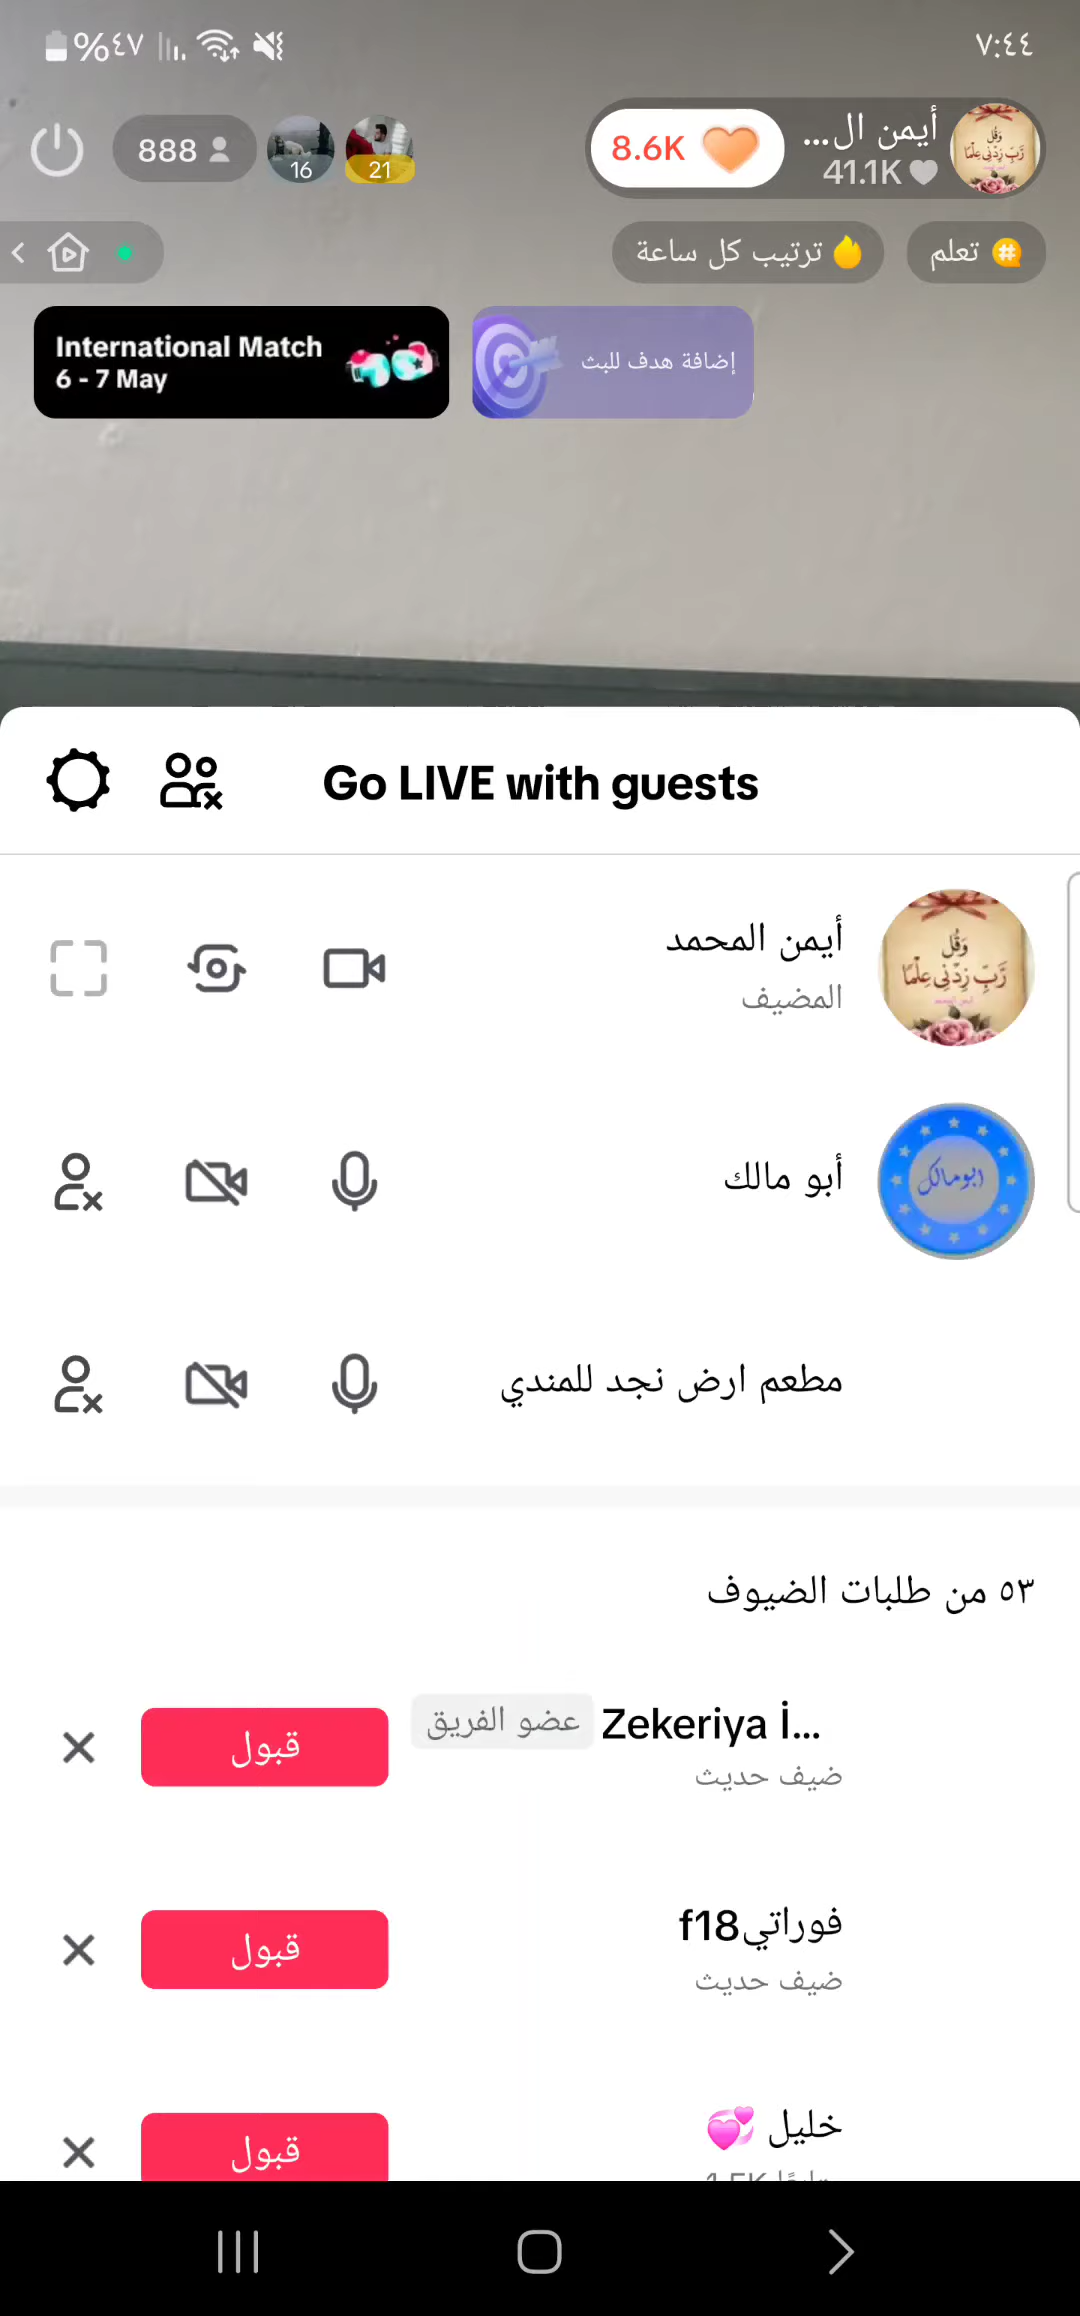 ٧:٤٤
%٤٧
أيمن ال...
41.1K
8.6K
21
16
888
تعلم
ترتيب كل ساعة
إضافة هدف للبث
International Match
6 - 7 May
Go LIVE with guests
وَقُل
رَّبِّ زِدْنِي عِلْمًا
أيمن المحمد
المضيف
ابومالك
أبو مالك
مطعم ارض نجد للمندي
٥٣ من طلبات الضيوف
Zekeriya İ...
عضو الفريق
ضيف حديث
قبول
فوراتيf18
ضيف حديث
قبول
خليل 💞
قبول